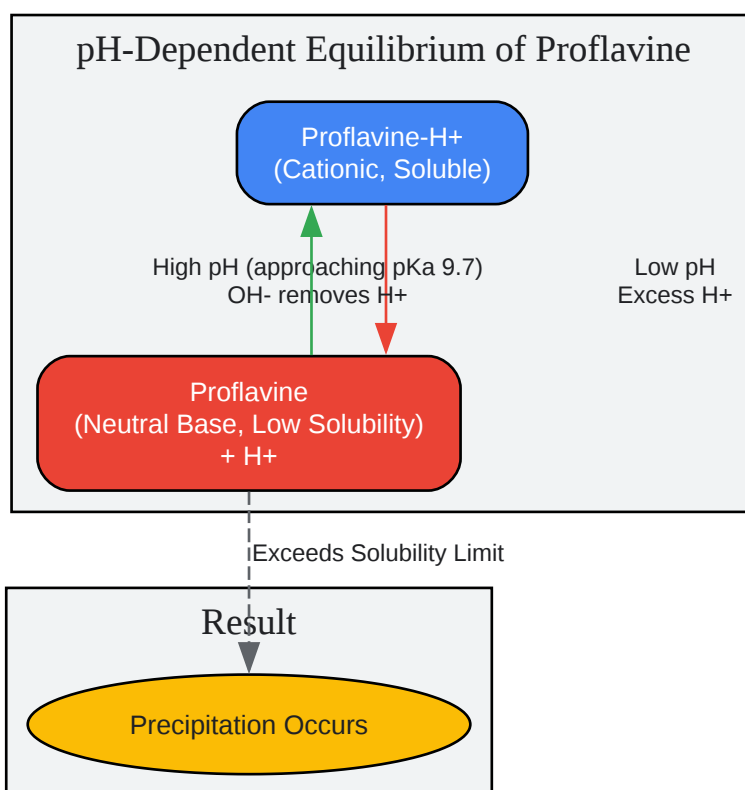 pH-Dependent Equilibrium of Proflavine
Proflavine-H+
(Cationic, Soluble)
High pH (approaching pKa 9.7)
OH- removes H+
Low pH
Excess H+
Proflavine
(Neutral Base, Low Solubility)
+ H+
Exceeds Solubility Limit
Result
Precipitation Occurs